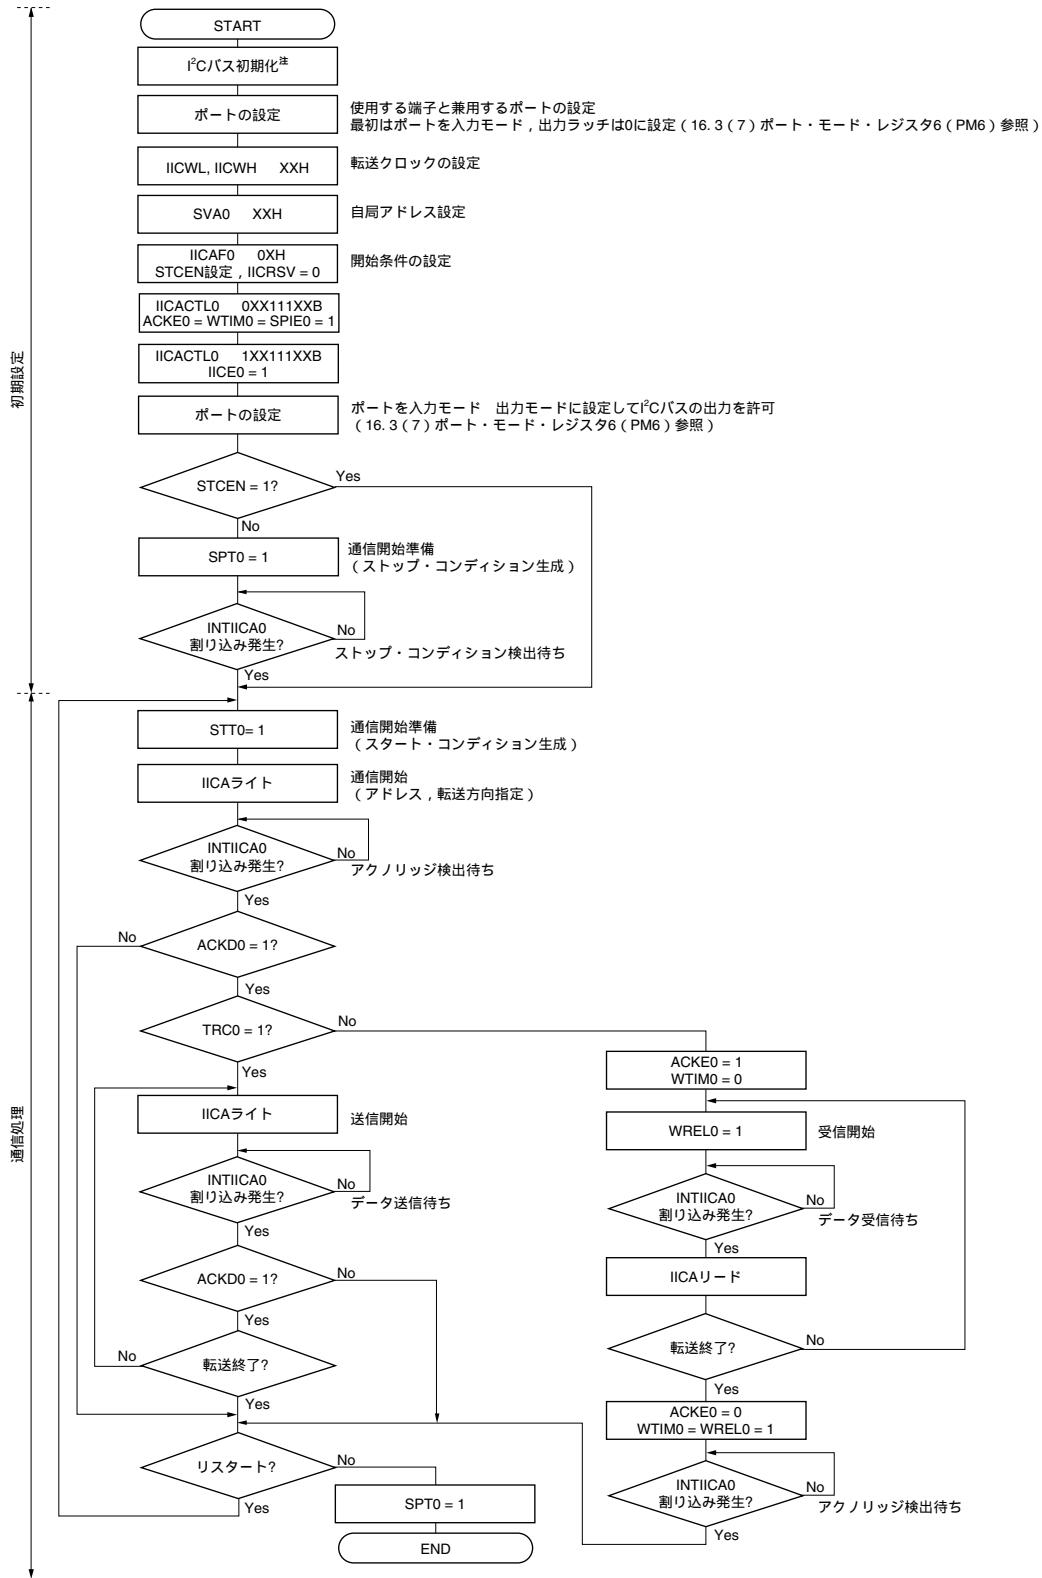 START
I²Cバス初期化注
ポートの設定
使用する端子と兼用するポートの設定
最初はポートを入力モード，出力ラッチは0に設定（16.3（7）ポート・モード・レジスタ6（PM6）参照）
IICWL, IICWH XXH
転送クロックの設定
SVA0 XXH
自局アドレス設定
IICAF0 0XH
STCEN設定，IICRSV = 0
開始条件の設定
IICACTL0 0XX111XXB
ACKE0 = WTIM0 = SPIE0 = 1
IICACTL0 1XX111XXB
IICE0 = 1
初期設定
ポートの設定
ポートを入力モード 出力モードに設定してI²Cバスの出力を許可
（16.3（7）ポート・モード・レジスタ6（PM6）参照）
STCEN = 1?
Yes
No
SPT0 = 1
通信開始準備
（ストップ・コンディション生成）
INTIICA0
割り込み発生?
No
ストップ・コンディション検出待ち
Yes
STT0= 1
通信開始準備
（スタート・コンディション生成）
IICAライト
通信開始
（アドレス，転送方向指定）
INTIICA0
割り込み発生?
No
アクノリッジ検出待ち
Yes
ACKD0 = 1?
No
Yes
TRC0 = 1?
No
Yes
通信処理
IICAライト
送信開始
INTIICA0
割り込み発生?
No
データ送信待ち
Yes
ACKD0 = 1?
No
Yes
転送終了?
No
Yes
リスタート?
No
Yes
SPT0 = 1
END
ACKE0 = 1
WTIM0 = 0
WREL0 = 1
受信開始
INTIICA0
割り込み発生?
No
データ受信待ち
Yes
IICAリード
転送終了?
No
Yes
ACKE0 = 0
WTIM0 = WREL0 = 1
INTIICA0
割り込み発生?
No
アクノリッジ検出待ち
Yes